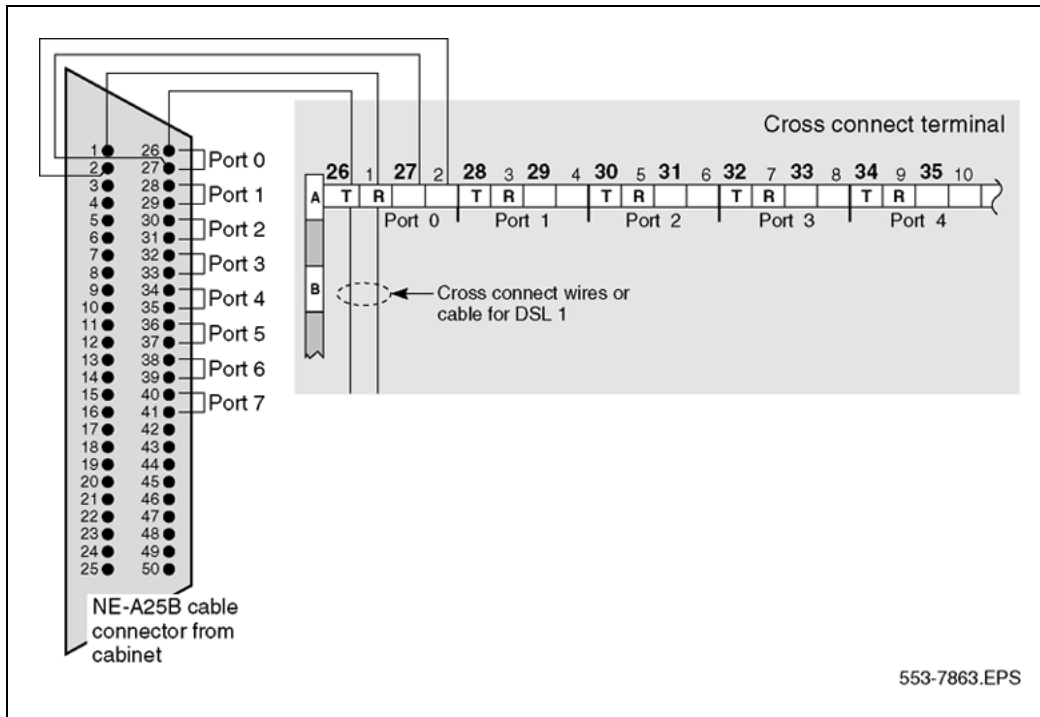 Cross connect terminal
26 1 27 2 28 3 29 4 30 5 31 6 32 7 33 8 34 9 35 10
A T R T R T R T R T R
Port 0 Port 1 Port 2 Port 3 Port 4
B
Cross connect wires or
cable for DSL 1
1 26
2 27
Port 0
3 28
4 29
Port 1
5 30
6 31
Port 2
7 32
8 33
Port 3
9 34
10 35
Port 4
11 36
12 37
Port 5
13 38
14 39
Port 6
15 40
16 41
Port 7
17 42
18 43
19 44
20 45
21 46
22 47
23 48
24 49
25 50
NE-A25B cable
connector from
cabinet
553-7863.EPS